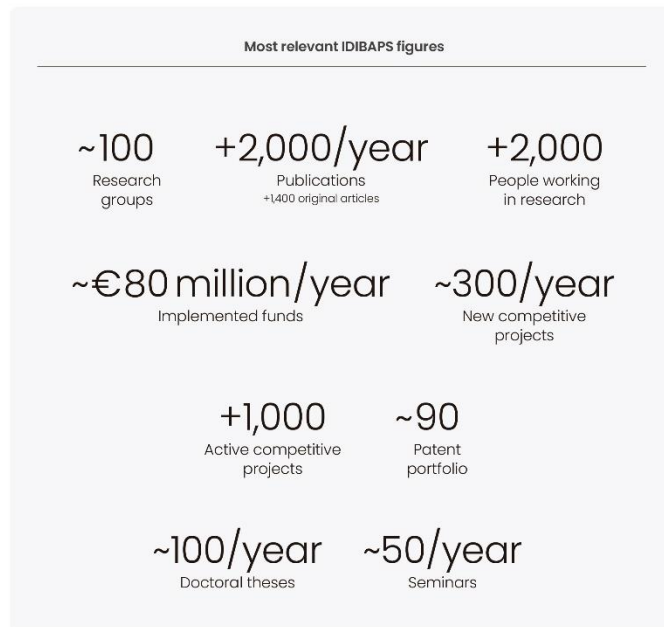 Most relevant IDIBAPS figures
~100
Research
groups
+2,000/year
Publications
+1,400 original articles
+2,000
People working
in research
~€80 million/year
Implemented funds
~300/year
New competitive
projects
+1,000
Active competitive
projects
~90
Patent
portfolio
~100/year
Doctoral theses
~50/year
Seminars